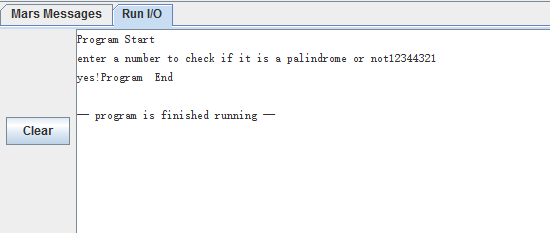 Mars Messages Run I/O
Program Start
enter a number to check if it is a palindrome or not12344321
yes!Program  End
-- program is finished running --
Clear